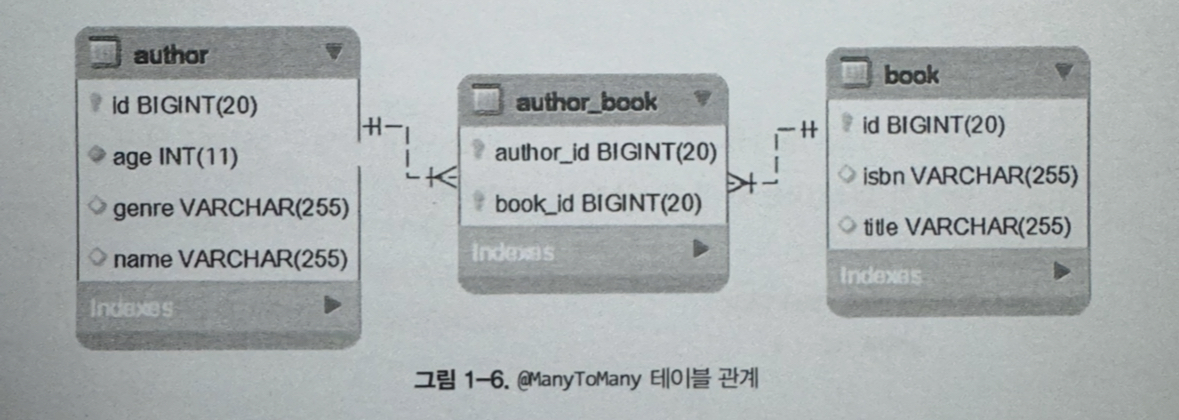 author
id BIGINT(20)
age INT(11)
genre VARCHAR(255)
name VARCHAR(255)
Indexes
author_book
author_id BIGINT(20)
book_id BIGINT(20)
Indexes
book
id BIGINT(20)
isbn VARCHAR(255)
title VARCHAR(255)
Indexes
그림 1-6. @ManyToMany 테이블 관계